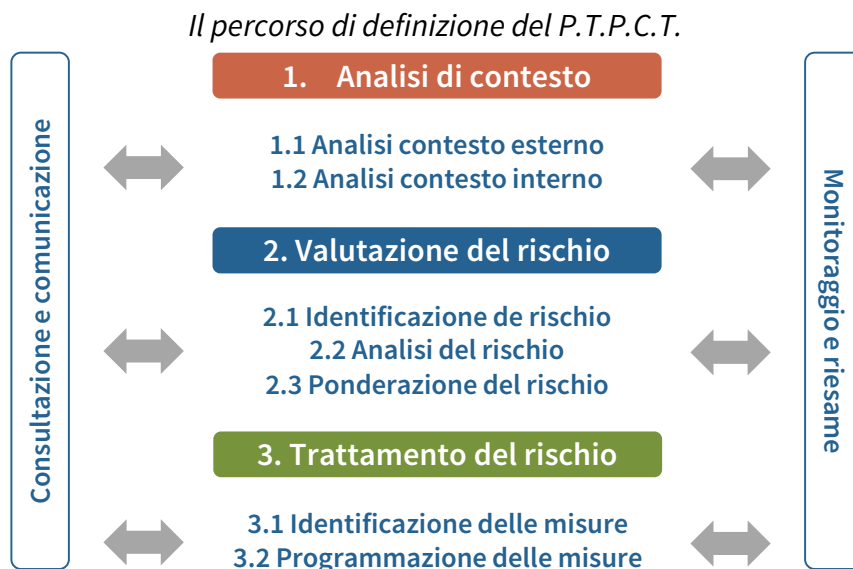 Il percorso di definizione del P.T.P.C.T.
Consultazione e comunicazione
1. Analisi di contesto
1.1 Analisi contesto esterno
1.2 Analisi contesto interno
2. Valutazione del rischio
2.1 Identificazione de rischio
2.2 Analisi del rischio
2.3 Ponderazione del rischio
3. Trattamento del rischio
3.1 Identificazione delle misure
3.2 Programmazione delle misure
Monitoraggio e riesame